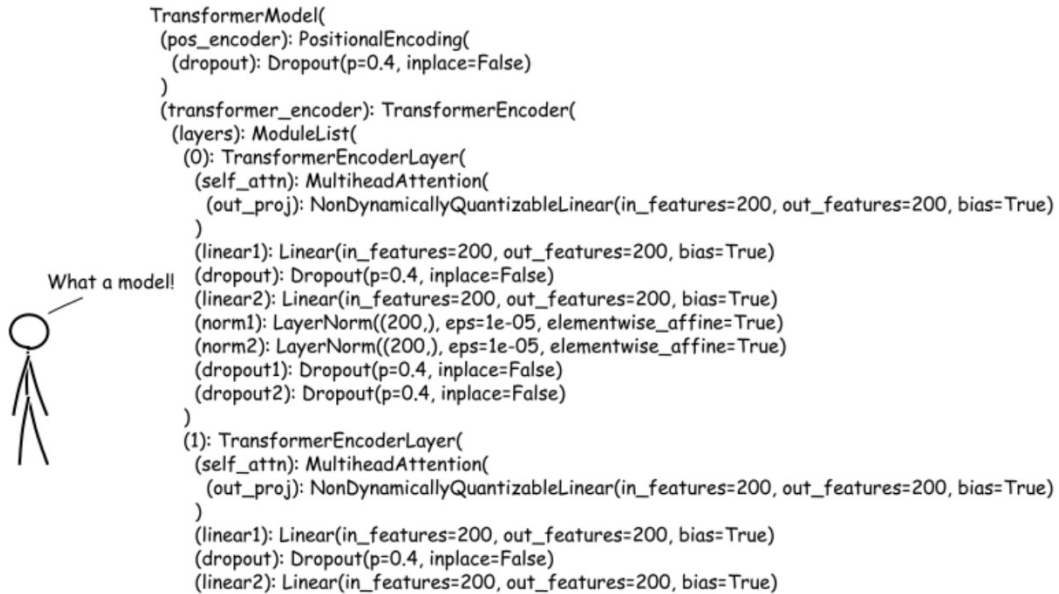 TransformerModel(
(pos_encoder): PositionalEncoding(
(dropout): Dropout(p=0.4, inplace=False)
)
(transformer_encoder): TransformerEncoder(
(layers): ModuleList(
(0): TransformerEncoderLayer(
(self_attn): MultiheadAttention(
(out_proj): NonDynamicallyQuantizableLinear(in_features=200, out_features=200, bias=True)
)
(linear1): Linear(in_features=200, out_features=200, bias=True)
(dropout): Dropout(p=0.4, inplace=False)
What a model!
(linear2): Linear(in_features=200, out_features=200, bias=True)
(norm1): LayerNorm((200,), eps=1e-05, elementwise_affine=True)
(norm2): LayerNorm((200,), eps=1e-05, elementwise_affine=True)
(dropout1): Dropout(p=0.4, inplace=False)
(dropout2): Dropout(p=0.4, inplace=False)
)
(1): TransformerEncoderLayer(
(self_attn): MultiheadAttention(
(out_proj): NonDynamicallyQuantizableLinear(in_features=200, out_features=200, bias=True)
)
(linear1): Linear(in_features=200, out_features=200, bias=True)
(dropout): Dropout(p=0.4, inplace=False)
(linear2): Linear(in_features=200, out_features=200, bias=True)